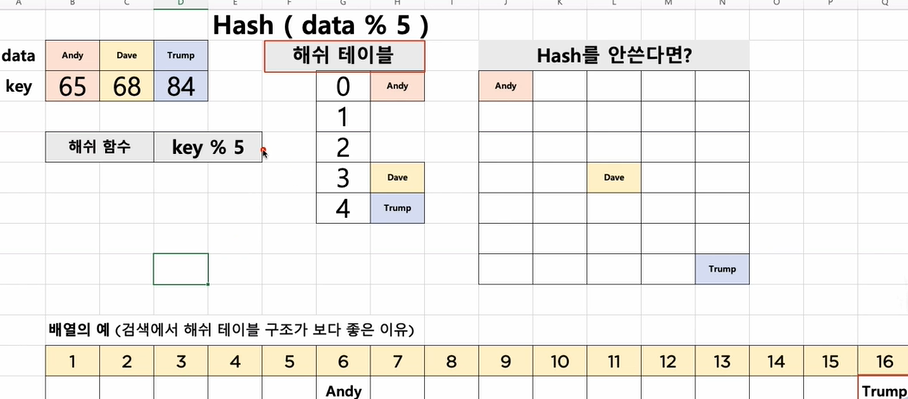 A B C D E F G H I J K L M N O P Q
Hash ( data % 5 )
data Andy Dave Trump
해쉬 테이블
Hash를 안쓴다면?
key 65 68 84
0 Andy
Andy
1
해쉬 함수 key % 5
2
3 Dave
Dave
4 Trump
Trump
배열의 예 (검색에서 해쉬 테이블 구조가 보다 좋은 이유)
1 2 3 4 5 6 7 8 9 10 11 12 13 14 15 16
Andy Trump